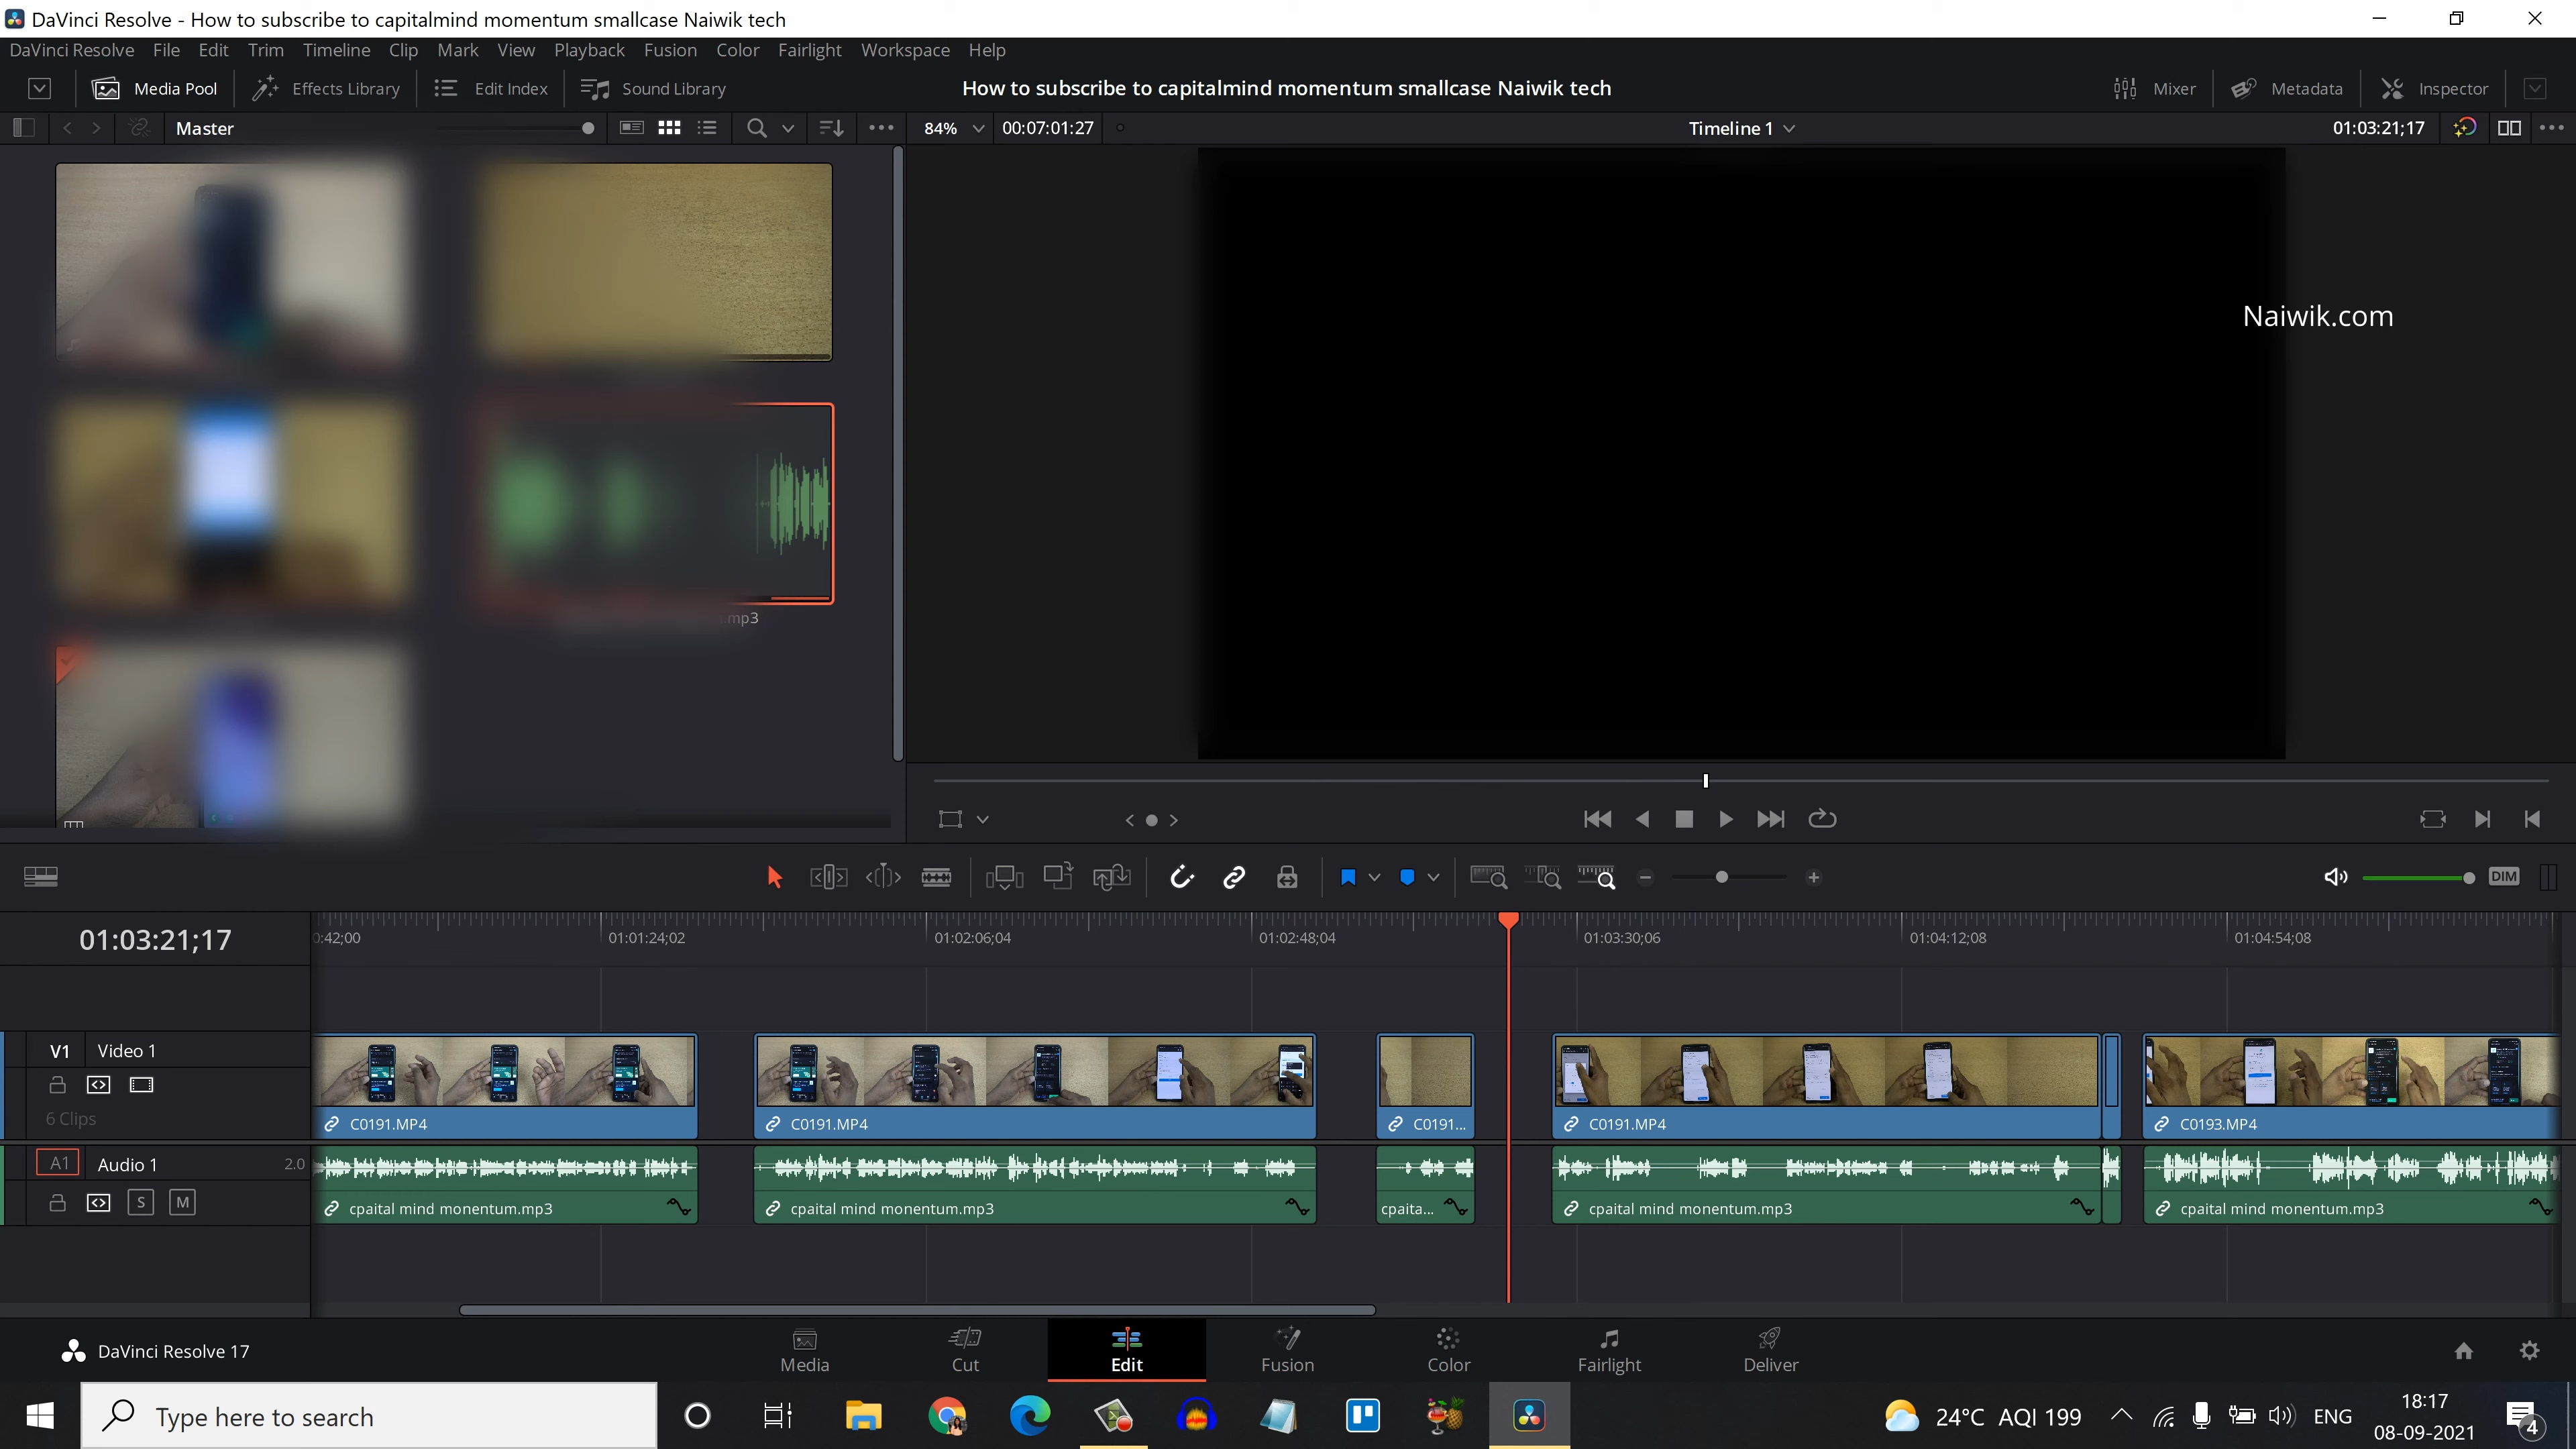 DaVinci Resolve - How to subscribe to capitalmind momentum smallcase Naiwik tech
DaVinci Resolve File Edit Trim Timeline Clip Mark View Playback Fusion Color Fairlight Workspace Help
Media Pool Effects Library Edit Index Sound Library How to subscribe to capitalmind momentum smallcase Naiwik tech Mixer Metadata Inspector
Master 84% 00:07:01:27 Timeline 1 01:03:21;17
Naiwik.com
.mp3
DIM
01:03:21;17 0:42;00 01:01:24;02 01:02:06;04 01:02:48;04 01:03:30;06 01:04:12;08 01:04:54;08
V1 Video 1
6 Clips C0191.MP4 C0191.MP4 C0191... C0191.MP4 C0193.MP4
A1 Audio 1 2.0
S M cpaital mind monentum.mp3 cpaital mind monentum.mp3 cpaita... cpaital mind monentum.mp3 cpaital mind monentum.mp3
DaVinci Resolve 17 Media Cut Edit Fusion Color Fairlight Deliver
Type here to search 24°C AQI 199 ENG 18:17
08-09-2021 4